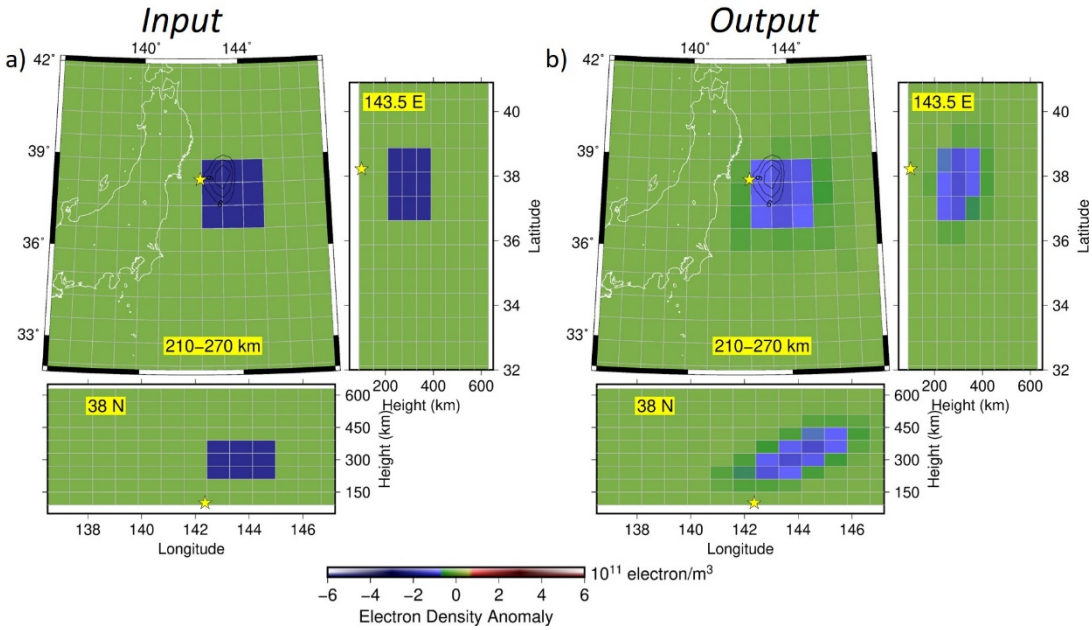 Input
Output
a)
140°
144°
42°
39°
36°
33°
210−270 km
143.5 E
40
38
36
34
32
Latitude
200
400
600
Height (km)
38 N
600
450
300
150
Height (km)
138
140
142
144
146
Longitude
b)
140°
144°
42°
39°
36°
33°
210−270 km
143.5 E
40
38
36
34
32
Latitude
200
400
600
Height (km)
38 N
600
450
300
150
Height (km)
138
140
142
144
146
Longitude
−6 −4 −2 0 2 4 6
10¹¹ electron/m³
Electron Density Anomaly